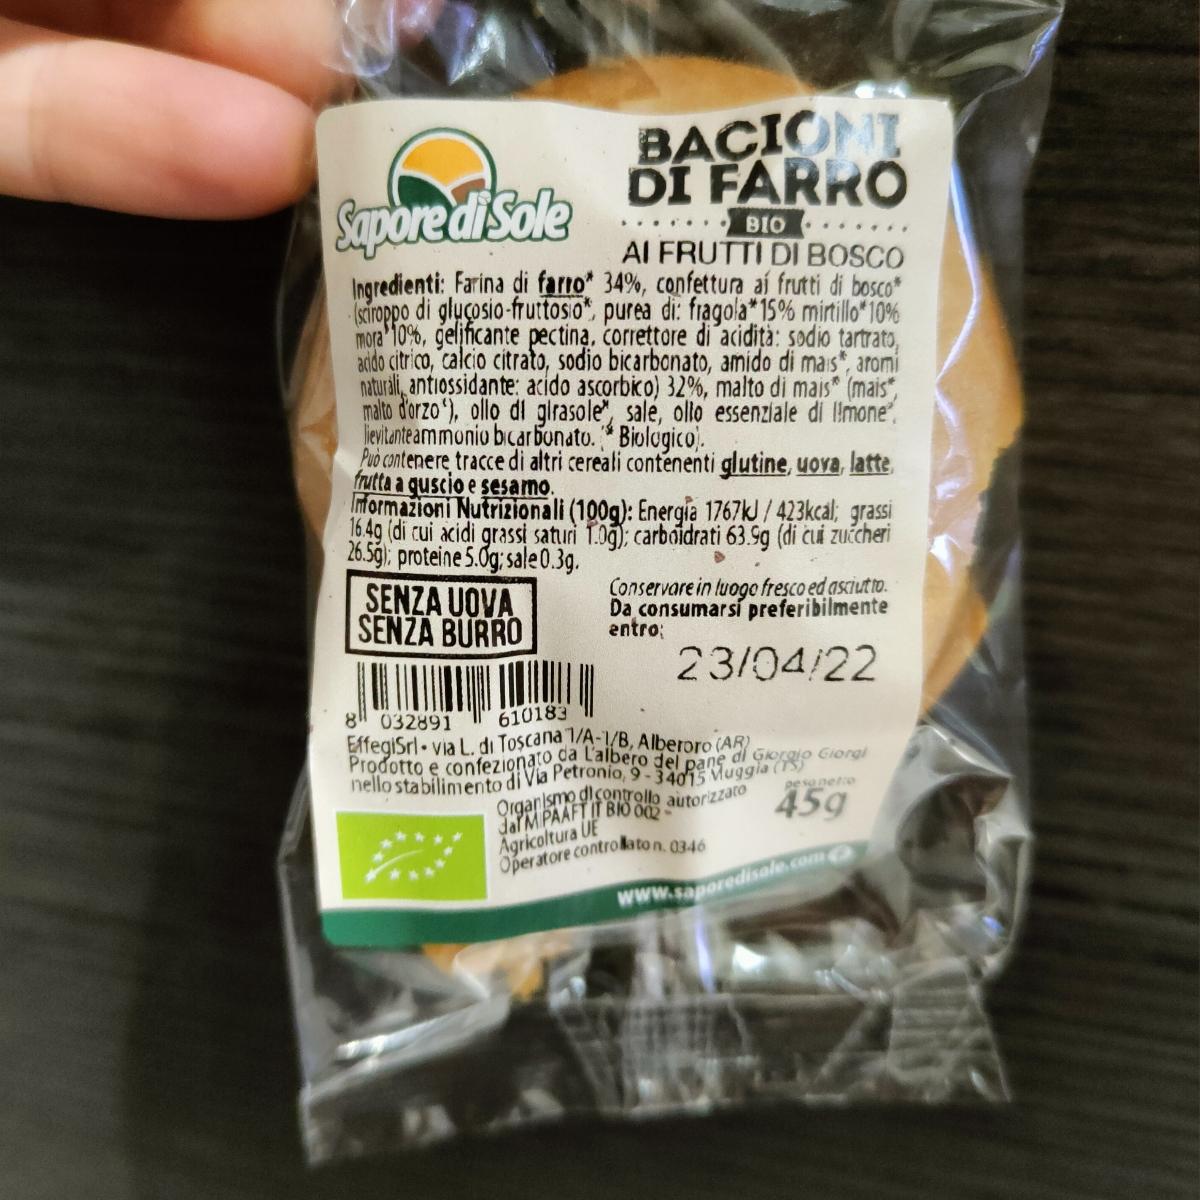 Sapore di Sole
BACIONI
DI FARRO
BIO
AI FRUTTI DI BOSCO
Ingredienti: Farina di farro* 34%, confettura ai frutti di bosco*
(sciroppo di glucosio-fruttosio*, purea di: fragola*15% mirtillo*10%
mora*10%, gelificante pectina, correttore di acidità: sodio tartrato,
acido citrico, calcio citrato, sodio bicarbonato, amido di mais*, aromi
naturali, antiossidante: acido ascorbico) 32%, malto di mais* (mais*,
malto d'orzo*), olio di girasole*, sale, olio essenziale di limone*,
lievitante ammonio bicarbonato. (* Biologico).
Può contenere tracce di altri cereali contenenti glutine, uova, latte,
frutta a guscio e sesamo.
Informazioni Nutrizionali (100g): Energia 1767kJ / 423kcal; grassi
16.4g (di cui acidi grassi saturi 1.0g); carboidrati 63.9g (di cui zuccheri
26.5g); proteine 5.0g; sale 0.3g.
SENZA UOVA
SENZA BURRO
Conservare in luogo fresco ed asciutto.
Da consumarsi preferibilmente
entro:
23/04/22
8 032891 610183
Effegi Srl • via L. di Toscana 1/A-1/B, Alberoro (AR)
Prodotto e confezionato da L'albero del pane di Giorgio Giorgi
nello stabilimento di Via Petronio, 9 - 34015 Muggia (TS)
Organismo di controllo autorizzato
dal MIPAAFT IT BIO 002 -
Agricoltura UE
Operatore controllato n. 0346
peso netto
45g
www.saporedisole.com